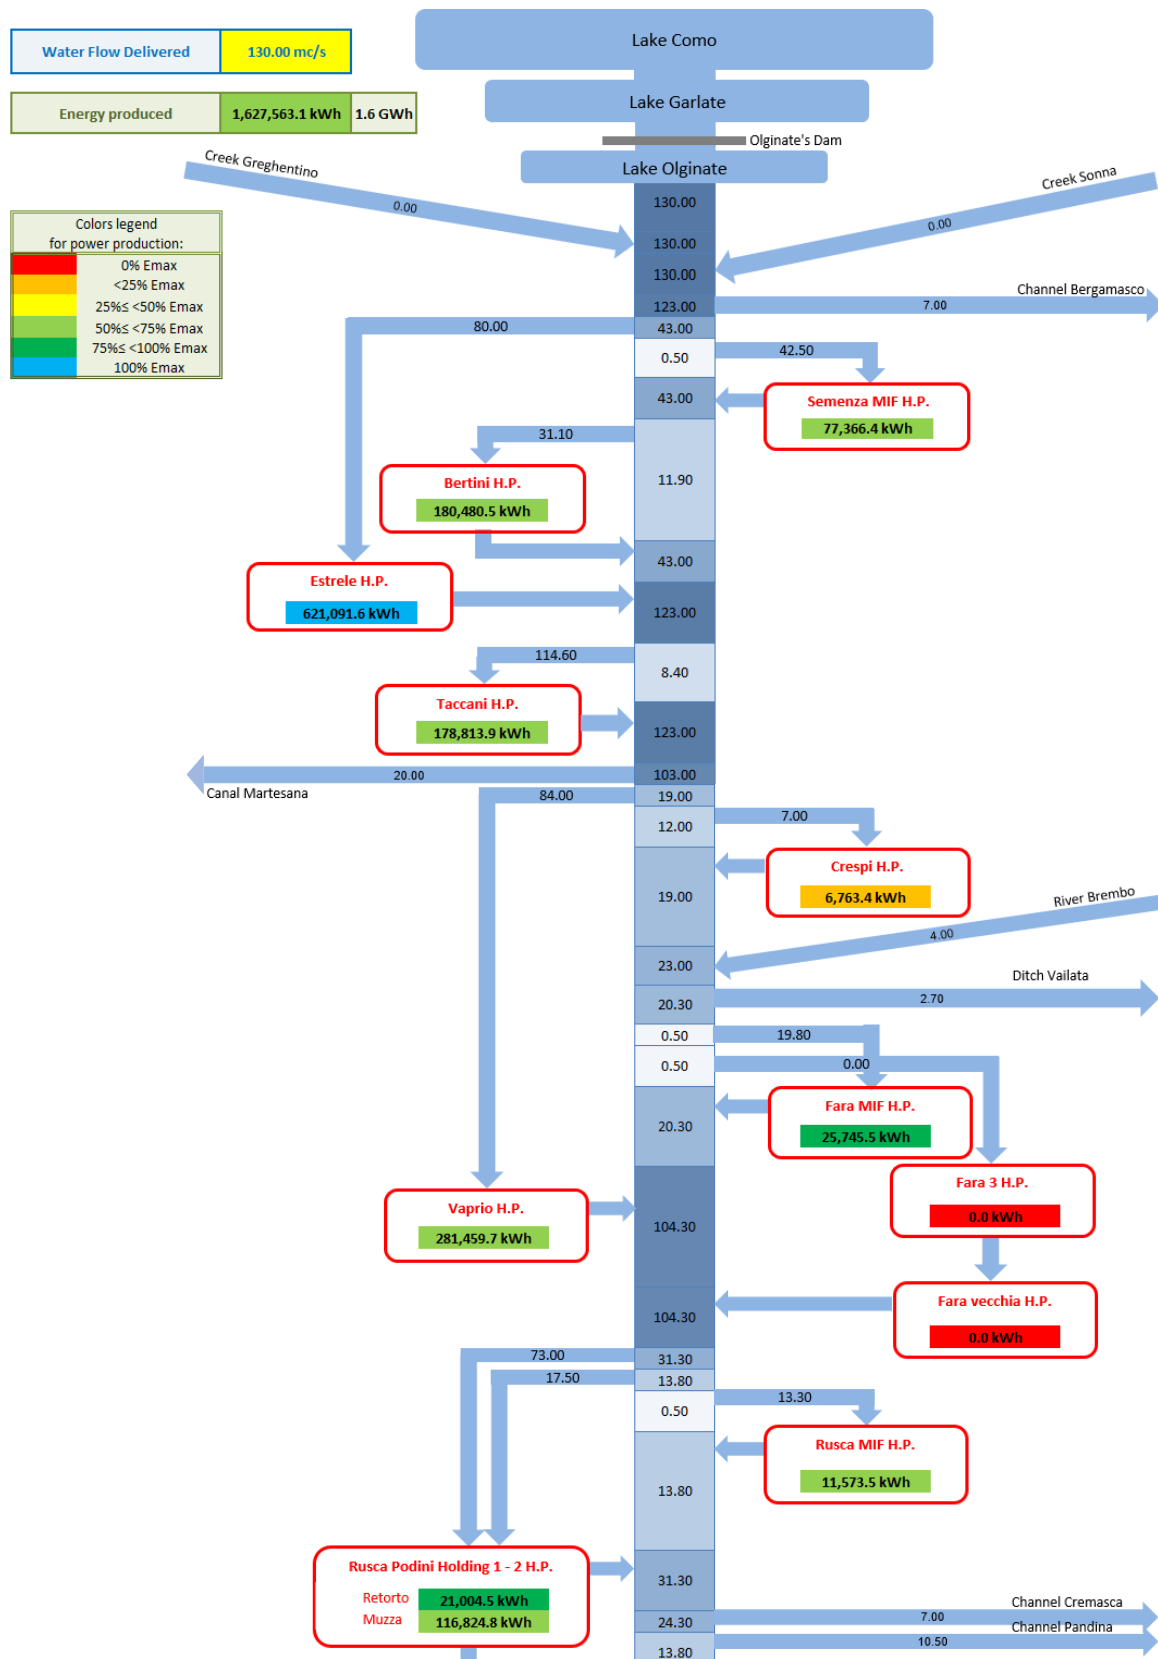 Lake Como
Water Flow Delivered 130.00 mc/s
Lake Garlate
Energy produced 1,627,563.1 kWh 1.6 GWh
Olginate's Dam
Creek Greghentino
Lake Olginate
Creek Sonna
0.00
130.00
0.00
Colors legend
for power production:
0% Emax
<25% Emax
25%≤ <50% Emax
50%≤ <75% Emax
75%≤ <100% Emax
100% Emax
130.00
130.00
Channel Bergamasco
123.00
7.00
80.00
43.00
0.50
42.50
43.00
Semenza MIF H.P.
77,366.4 kWh
31.10
Bertini H.P.
180,480.5 kWh
11.90
43.00
Estrele H.P.
621,091.6 kWh
123.00
114.60
8.40
Taccani H.P.
178,813.9 kWh
123.00
20.00
103.00
Canal Martesana
84.00
19.00
12.00
7.00
Crespi H.P.
6,763.4 kWh
19.00
River Brembo
4.00
23.00
Ditch Vailata
20.30
2.70
0.50
19.80
0.50
0.00
Fara MIF H.P.
25,745.5 kWh
20.30
Fara 3 H.P.
0.0 kWh
Vaprio H.P.
281,459.7 kWh
104.30
Fara vecchia H.P.
0.0 kWh
104.30
73.00
31.30
17.50
13.80
0.50
13.30
Rusca MIF H.P.
11,573.5 kWh
13.80
Rusca Podini Holding 1 - 2 H.P.
Retorto 21,004.5 kWh
Muzza 116,824.8 kWh
31.30
Channel Cremasca
24.30
7.00
Channel Pandina
13.80
10.50